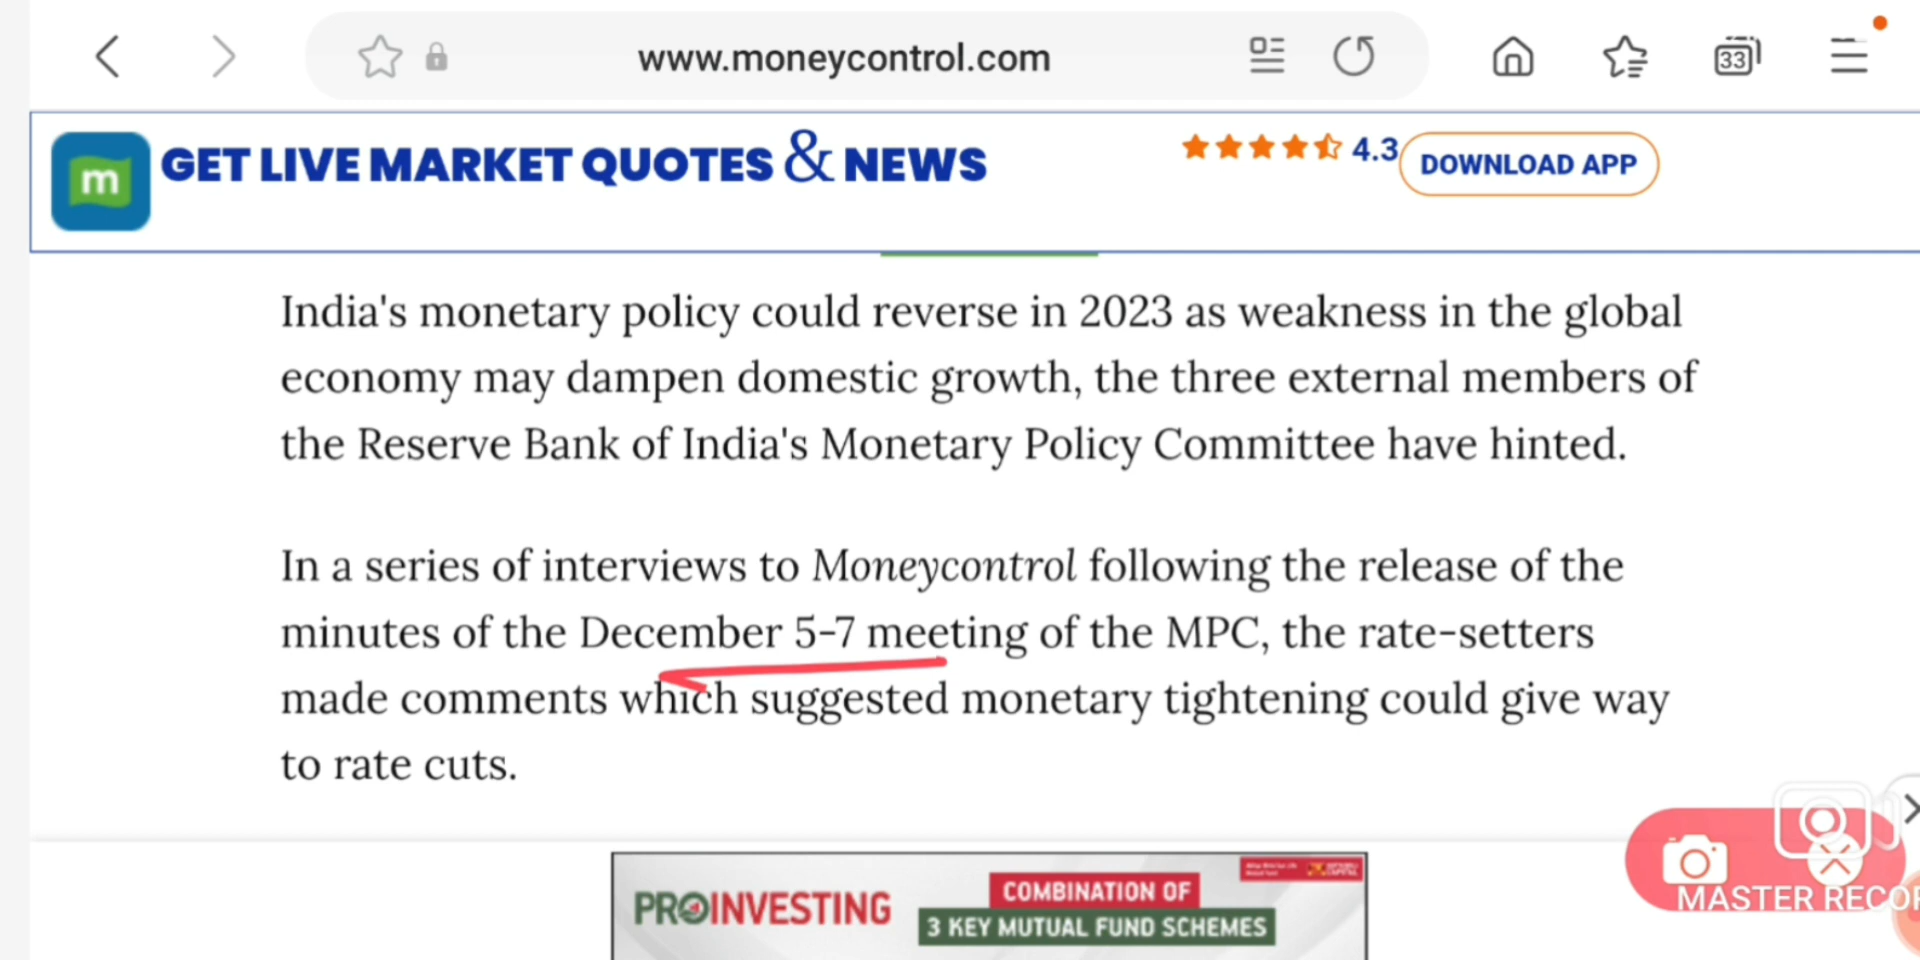 www.moneycontrol.com
33
m
GET LIVE MARKET QUOTES & NEWS
4.3
DOWNLOAD APP
India's monetary policy could reverse in 2023 as weakness in the global
economy may dampen domestic growth, the three external members of
the Reserve Bank of India's Monetary Policy Committee have hinted.
In a series of interviews to Moneycontrol following the release of the
minutes of the December 5-7 meeting of the MPC, the rate-setters
made comments which suggested monetary tightening could give way
to rate cuts.
PROINVESTING
COMBINATION OF
3 KEY MUTUAL FUND SCHEMES
MASTER RECOR